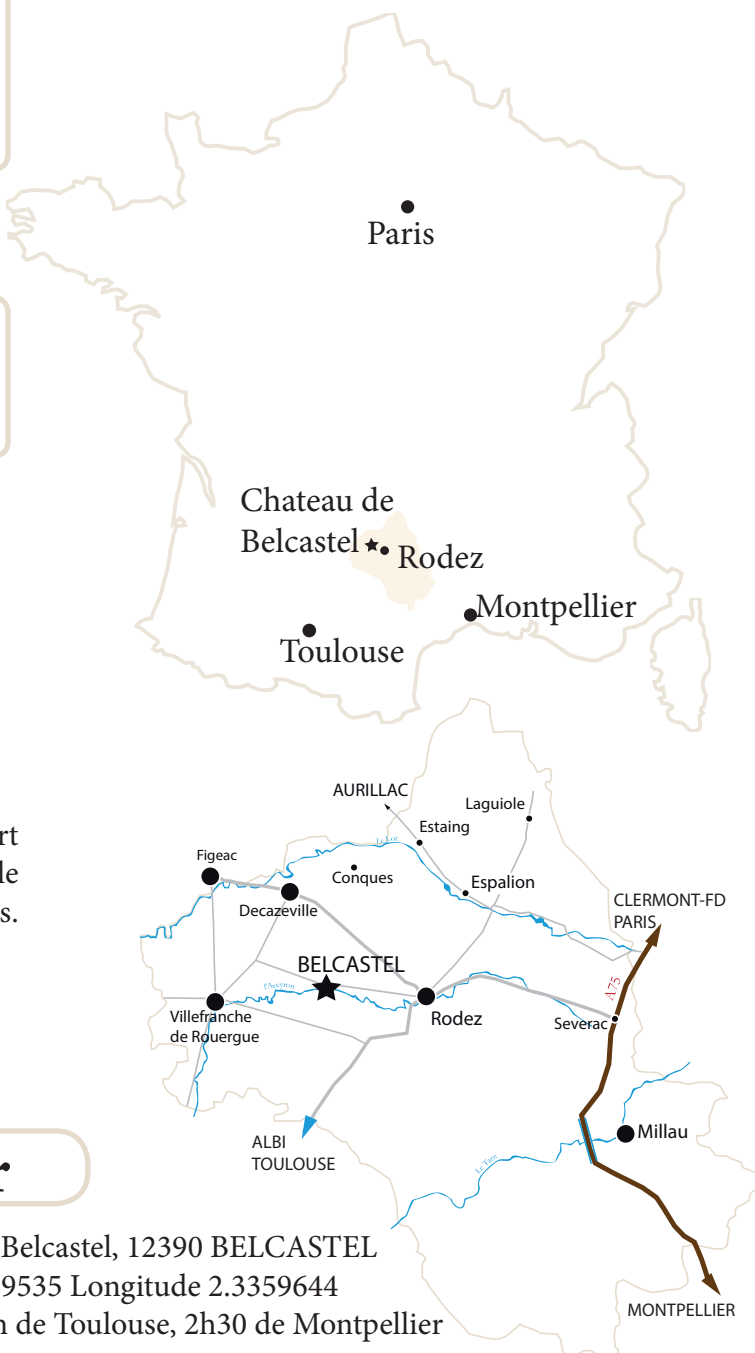 Paris
Chateau de
Belcastel
Rodez
Montpellier
Toulouse
AURILLAC
Laguiole
Estaing
Le Lot
Figeac
Conques
Espalion
Decazeville
CLERMONT-FD
PARIS
BELCASTEL
A75
l'Aveyron
Villefranche
de Rouergue
Rodez
Severac
Millau
ALBI
TOULOUSE
Le Tarn
MONTPELLIER
s.
r
Belcastel, 12390 BELCASTEL
9535 Longitude 2.3359644
de Toulouse, 2h30 de Montpellier